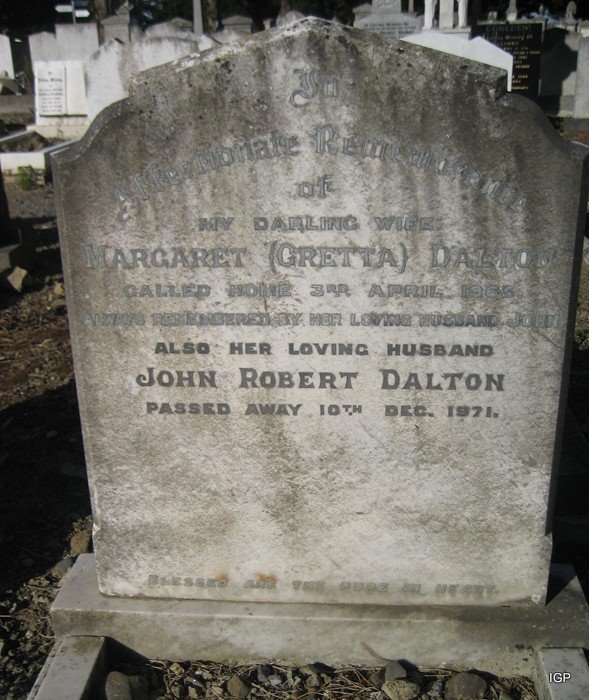 In
Affectionate Remembrance
of
MY DARLING WIFE
MARGARET (GRETTA) DALTON
CALLED HOME 3RD APRIL
ALWAYS REMEMBERED BY HER LOVING HUSBAND JOHN
ALSO HER LOVING HUSBAND
JOHN ROBERT DALTON
PASSED AWAY 10TH DEC. 1971.
BLESSED ARE THE PURE IN HEART.
IGP